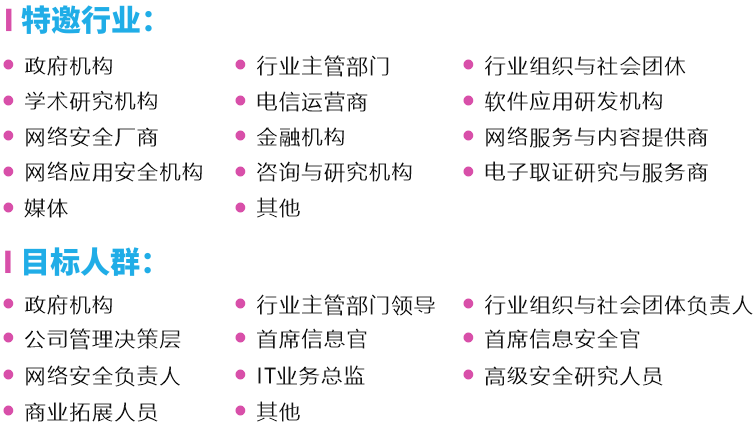 特邀行业：
政府机构 行业主管部门 行业组织与社会团休
学术研究机构 电信运营商 软件应用研发机构
网络安全厂商 金融机构 网络服务与内容提供商
网络应用安全机构 咨询与研究机构 电子取证研究与服务商
媒体 其他
目标人群：
政府机构 行业主管部门领导 行业组织与社会团体负责人
公司管理决策层 首席信息官 首席信息安全官
网络安全负责人 IT业务总监 高级安全研究人员
商业拓展人员 其他